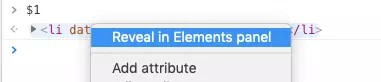 > $1
<li dat /li>
Reveal in Elements panel
Add attribute